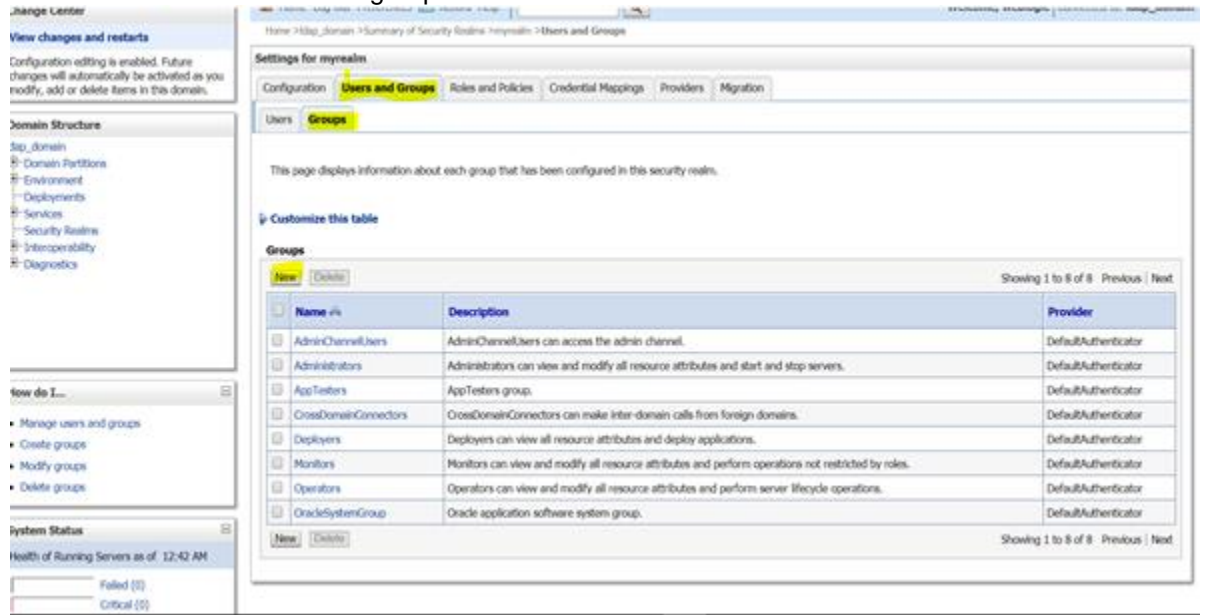 Change Center
View changes and restarts
Configuration editing is enabled. Future
changes will automatically be activated as you
modify, add or delete items in this domain.
Domain Structure
ldap_domain
Domain Partitions
Environment
Deployments
Services
Security Realms
Interoperability
Diagnostics
How do I...
Manage users and groups
Create groups
Modify groups
Delete groups
System Status
Health of Running Servers as of 12:42 AM
Failed (0)
Critical (0)
Home >ldap_domain >Summary of Security Realms >myrealm >Users and Groups
Settings for myrealm
Configuration Users and Groups Roles and Policies Credential Mappings Providers Migration
Users Groups
This page displays information about each group that has been configured in this security realm.
Customize this table
Groups
New Delete Showing 1 to 8 of 8 Previous | Next
Name Description Provider
AdminChannelUsers AdminChannelUsers can access the admin channel. DefaultAuthenticator
Administrators Administrators can view and modify all resource attributes and start and stop servers. DefaultAuthenticator
AppTesters AppTesters group. DefaultAuthenticator
CrossDomainConnectors CrossDomainConnectors can make inter-domain calls from foreign domains. DefaultAuthenticator
Deployers Deployers can view all resource attributes and deploy applications. DefaultAuthenticator
Monitors Monitors can view and modify all resource attributes and perform operations not restricted by roles. DefaultAuthenticator
Operators Operators can view and modify all resource attributes and perform server lifecycle operations. DefaultAuthenticator
OracleSystemGroup Oracle application software system group. DefaultAuthenticator
New Delete Showing 1 to 8 of 8 Previous | Next